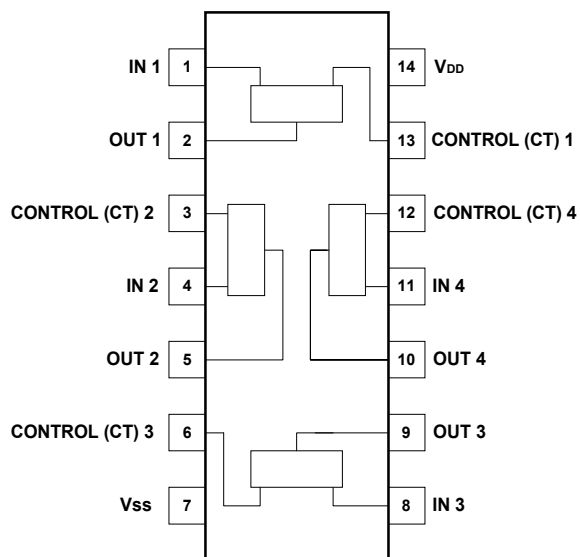 IN 1 1
OUT 1 2
CONTROL (CT) 2 3
IN 2 4
OUT 2 5
CONTROL (CT) 3 6
Vss 7
14 VDD
13 CONTROL (CT) 1
12 CONTROL (CT) 4
11 IN 4
10 OUT 4
9 OUT 3
8 IN 3